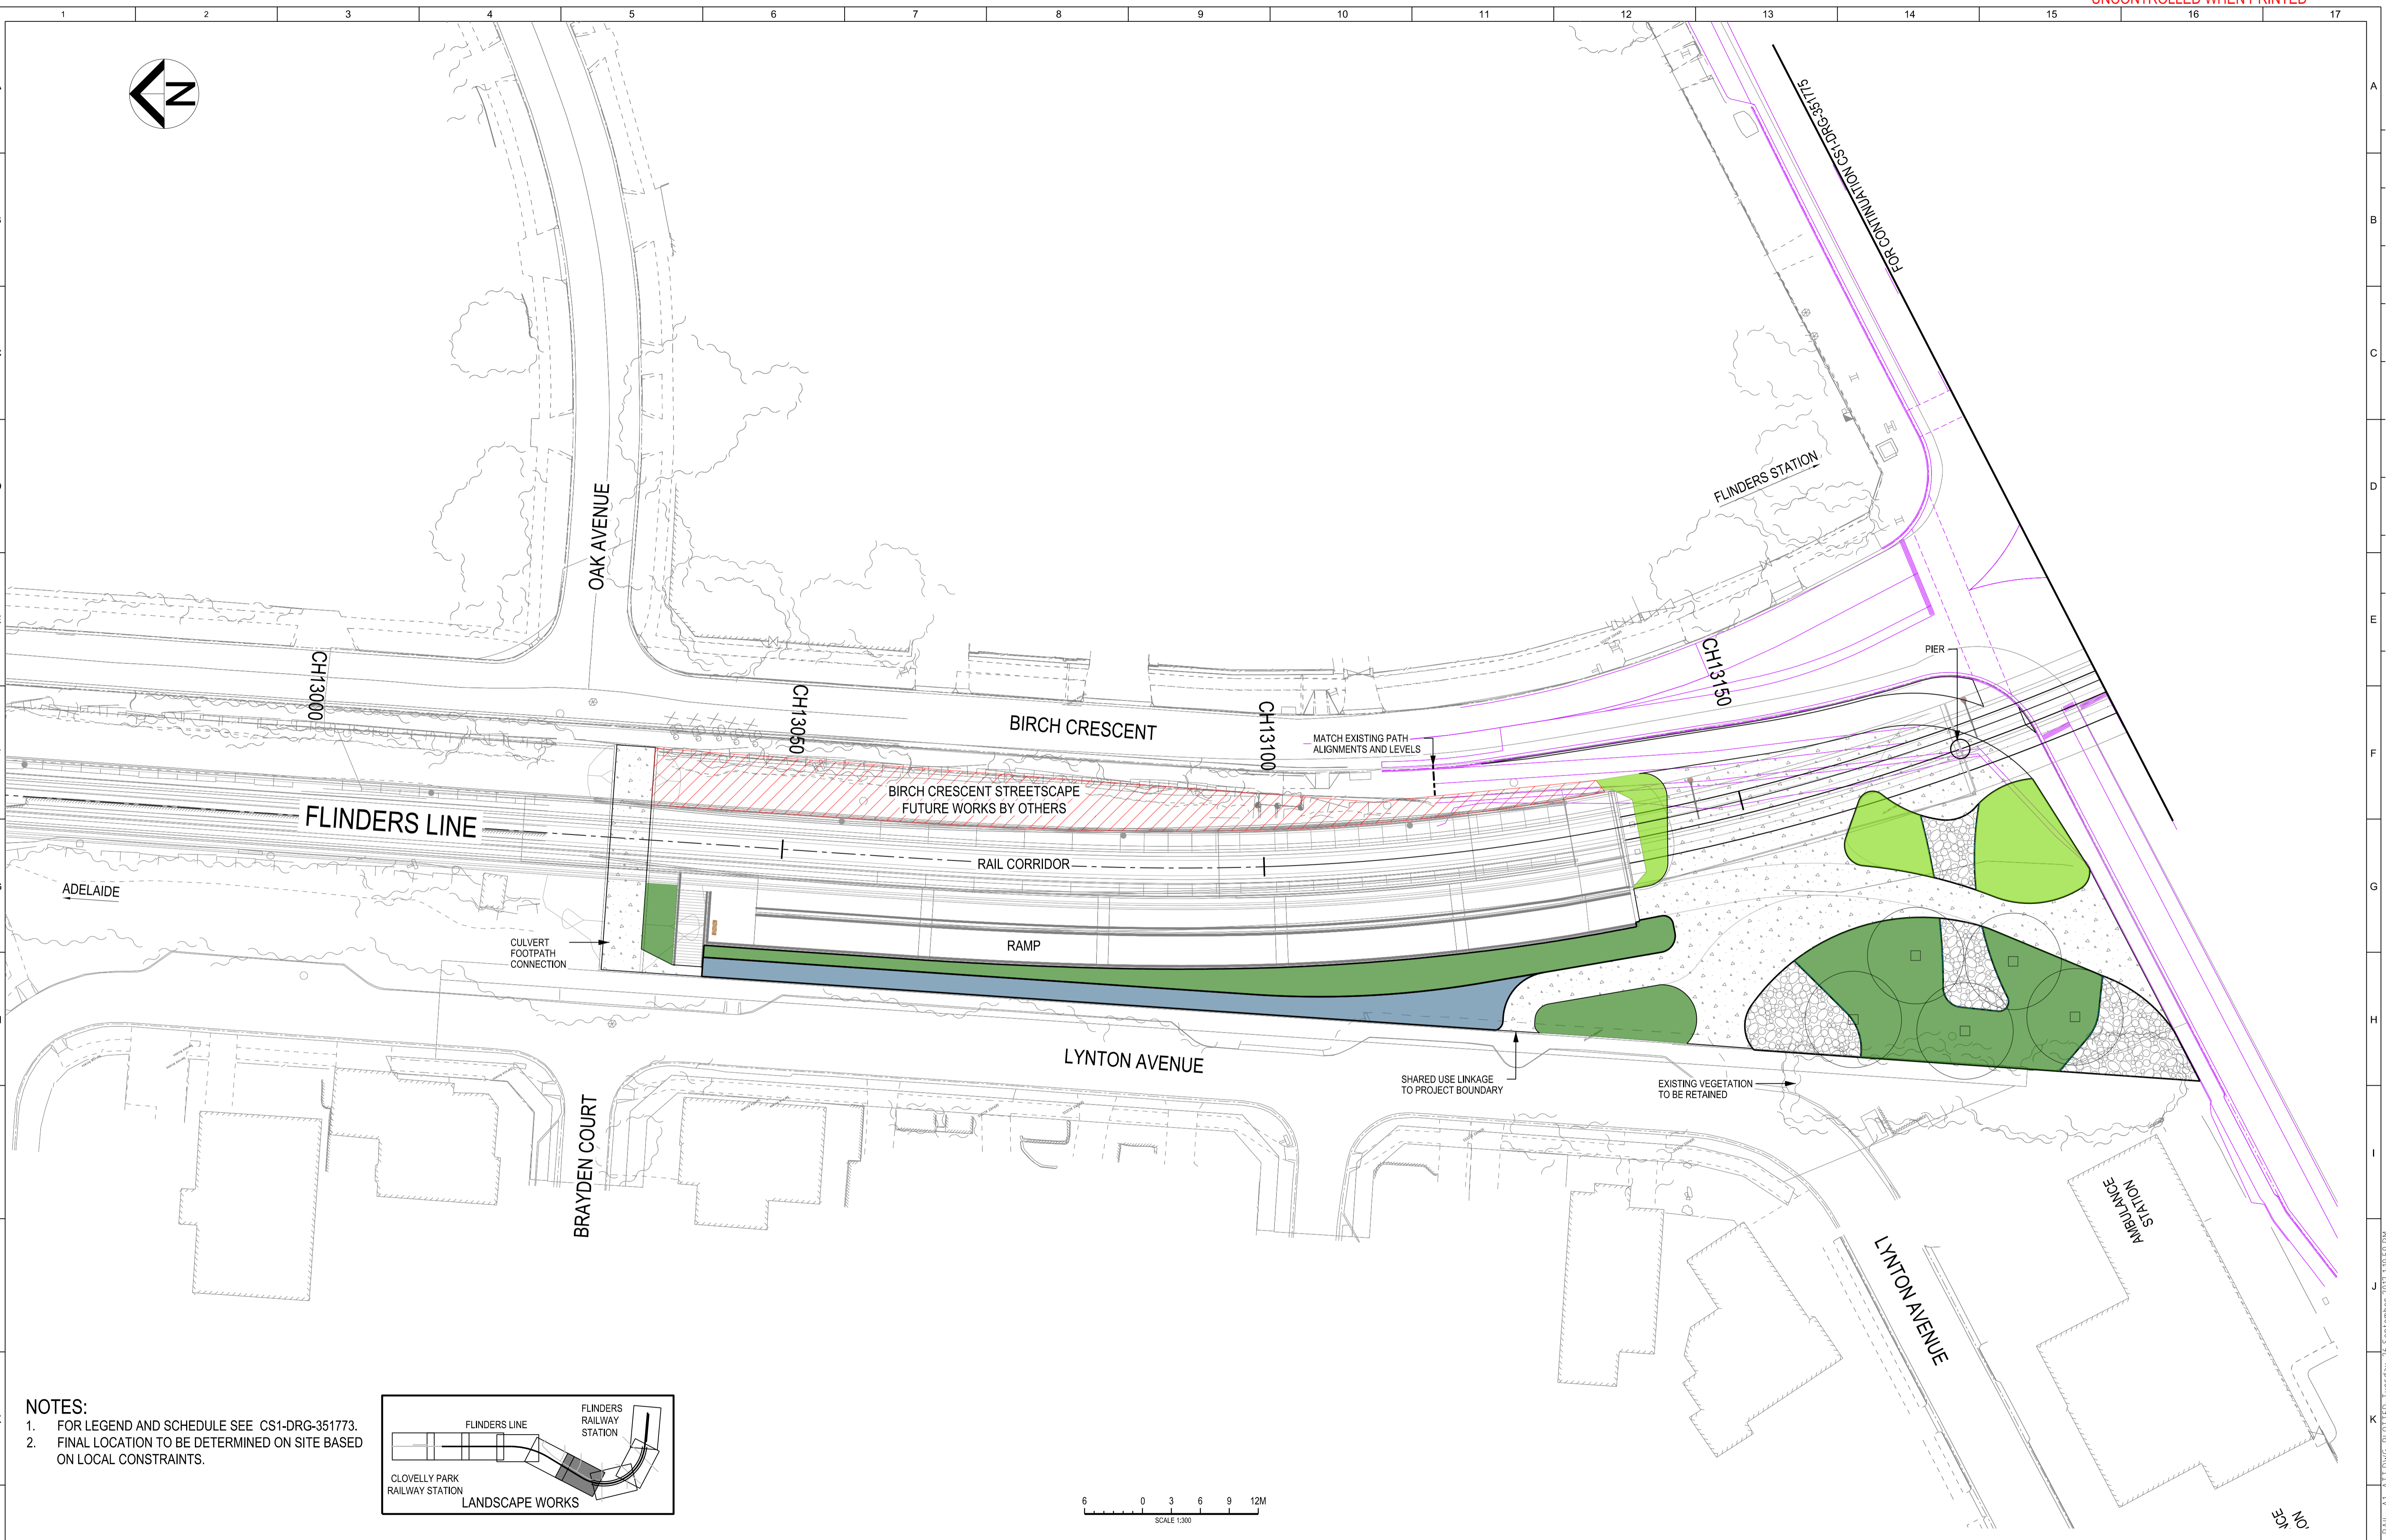 UNCONTROLLED WHEN PRINTED
1 2 3 4 5 6 7 8 9 10 11 12 13 14 15 16 17
A
B
C
D
E
F
G
H
I
J
K
N
FOR CONTINUATION CS1-DRG-351775
FLINDERS STATION
OAK AVENUE
CH13000
CH13050
CH13100
CH13150
PIER
BIRCH CRESCENT
MATCH EXISTING PATH
ALIGNMENTS AND LEVELS
BIRCH CRESCENT STREETSCAPE
FUTURE WORKS BY OTHERS
FLINDERS LINE
RAIL CORRIDOR
ADELAIDE
CULVERT
FOOTPATH
CONNECTION
RAMP
LYNTON AVENUE
SHARED USE LINKAGE
TO PROJECT BOUNDARY
EXISTING VEGETATION
TO BE RETAINED
BRAYDEN COURT
AMBULANCE
STATION
LYNTON AVENUE
NOTES:
1. FOR LEGEND AND SCHEDULE SEE CS1-DRG-351773.
2. FINAL LOCATION TO BE DETERMINED ON SITE BASED
ON LOCAL CONSTRAINTS.
FLINDERS LINE
FLINDERS
RAILWAY
STATION
CLOVELLY PARK
RAILWAY STATION
LANDSCAPE WORKS
6 0 3 6 9 12M
SCALE 1:300